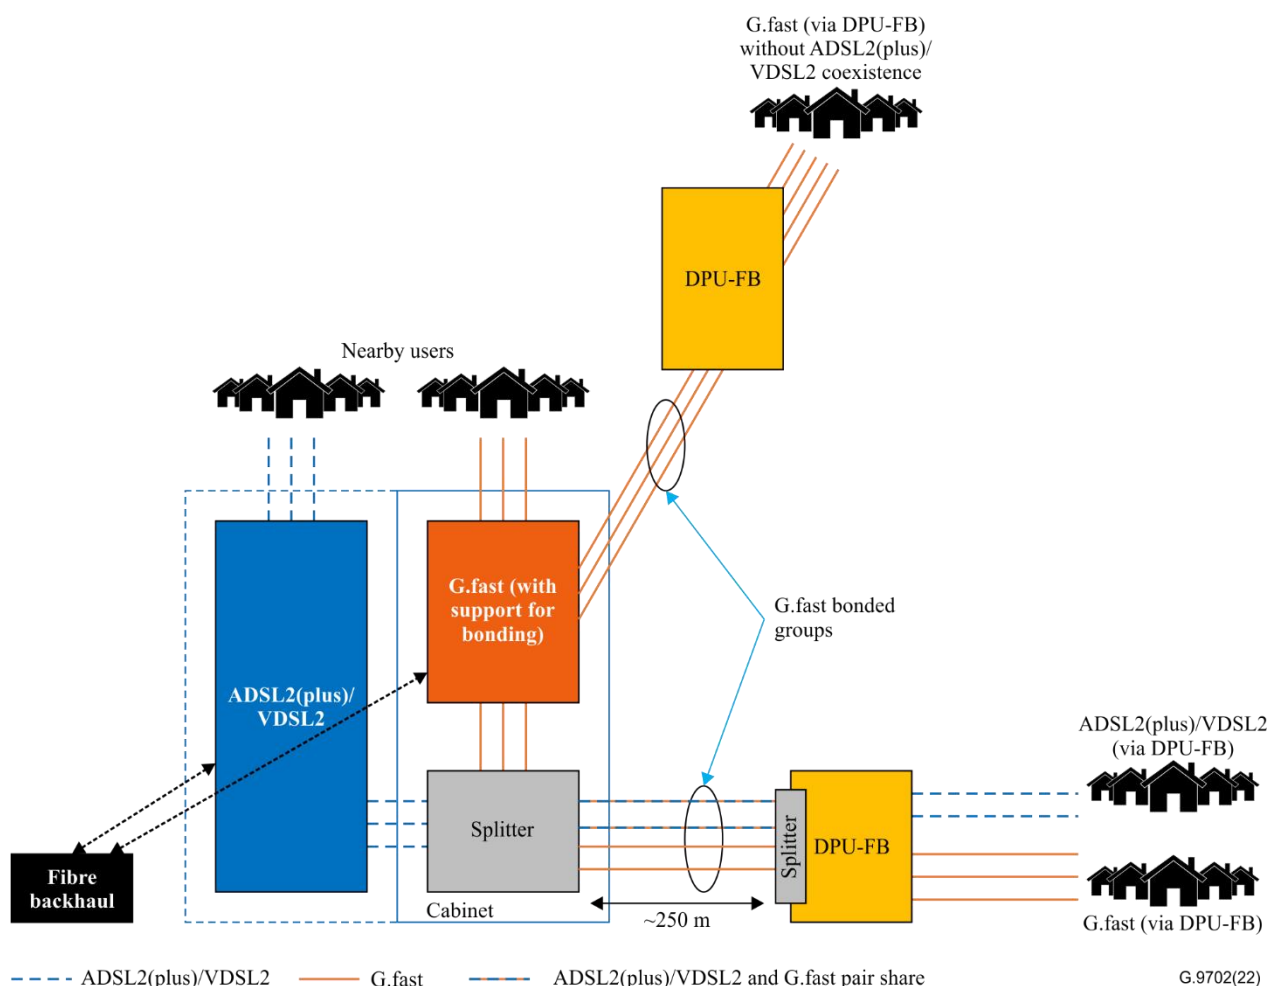 G.fast (via DPU-FB)
without ADSL2(plus)/
VDSL2 coexistence
DPU-FB
Nearby users
G.fast (with
support for
bonding)
G.fast bonded
groups
ADSL2(plus)/
VDSL2
ADSL2(plus)/VDSL2
(via DPU-FB)
Splitter
Splitter
DPU-FB
Fibre
backhaul
Cabinet
~250 m
G.fast (via DPU-FB)
ADSL2(plus)/VDSL2
G.fast
ADSL2(plus)/VDSL2 and G.fast pair share
G.9702(22)